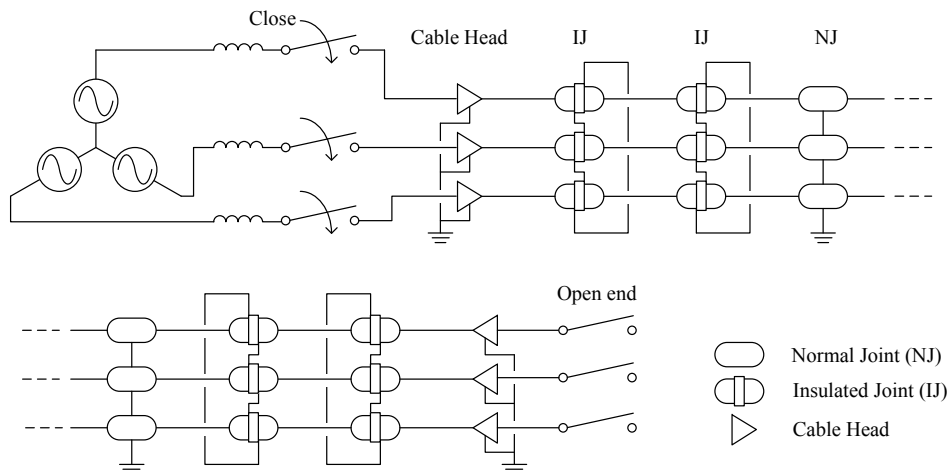 Close
Cable Head
IJ
IJ
NJ
Open end
Normal Joint (NJ)
Insulated Joint (IJ)
Cable Head